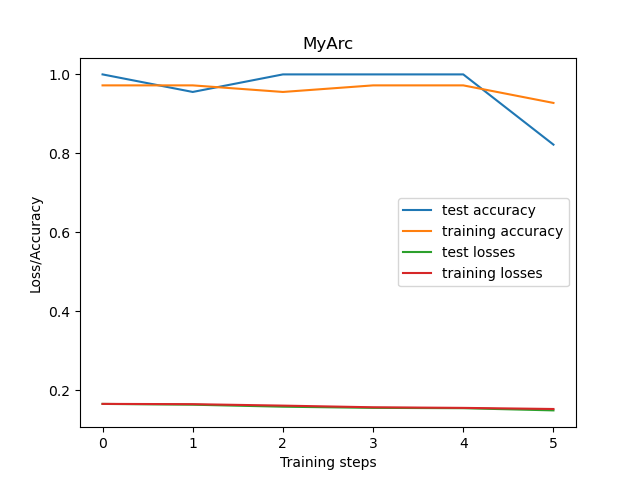 MyArc
Loss/Accuracy
1.0
0.8
0.6
0.4
0.2
test accuracy
training accuracy
test losses
training losses
0 1 2 3 4 5
Training steps